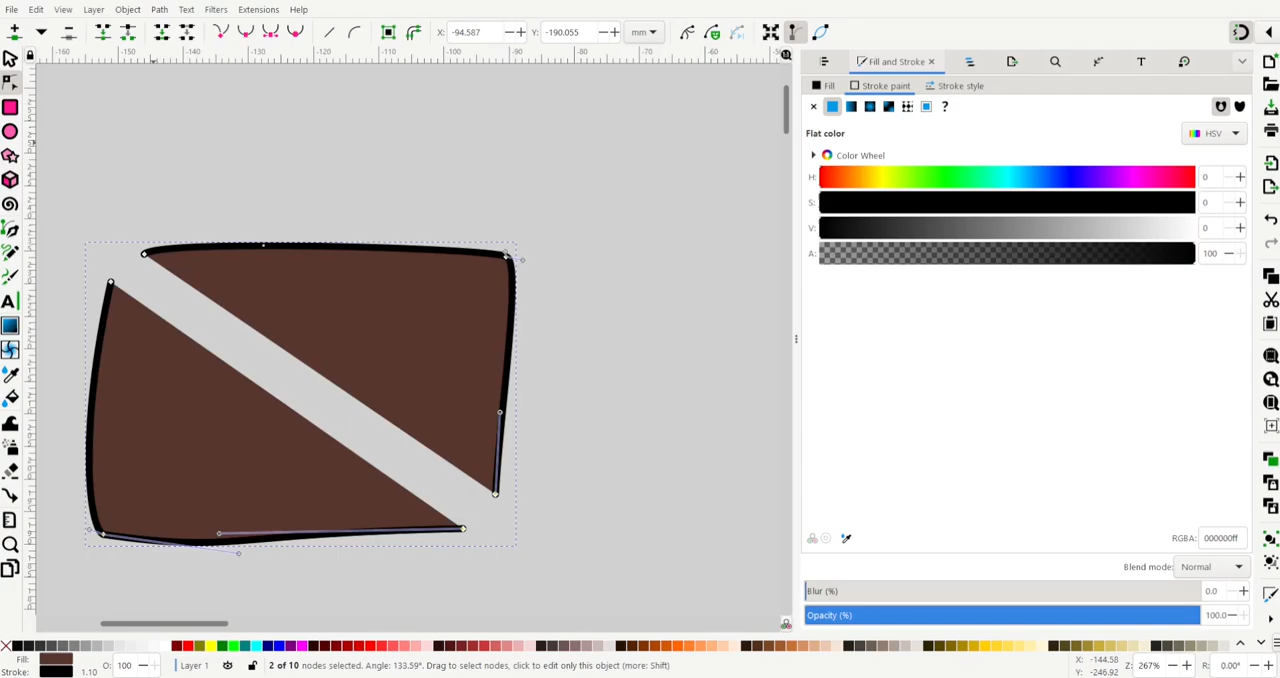 File Edit View Layer Object Path Text Filters Extensions Help
X: -94.587 Y: -190.055 mm
-160 -150 -140 -130 -120 -110 -100 -90 -80
Fill and Stroke
Fill Stroke paint Stroke style
Flat color
HSV
Color Wheel
H: 0
S: 0
V: 0
A: 100
RGBA: 000000ff
Blend mode: Normal
Blur (%) 0.0
Opacity (%) 100.0
Fill: O: 100 Layer 1 2 of 10 nodes selected. Angle: 133.59°. Drag to select nodes, click to edit only this object (more: Shift) X: -144.58 Z: 267% R: 0.00°
Stroke: 1.10 Y: -246.92